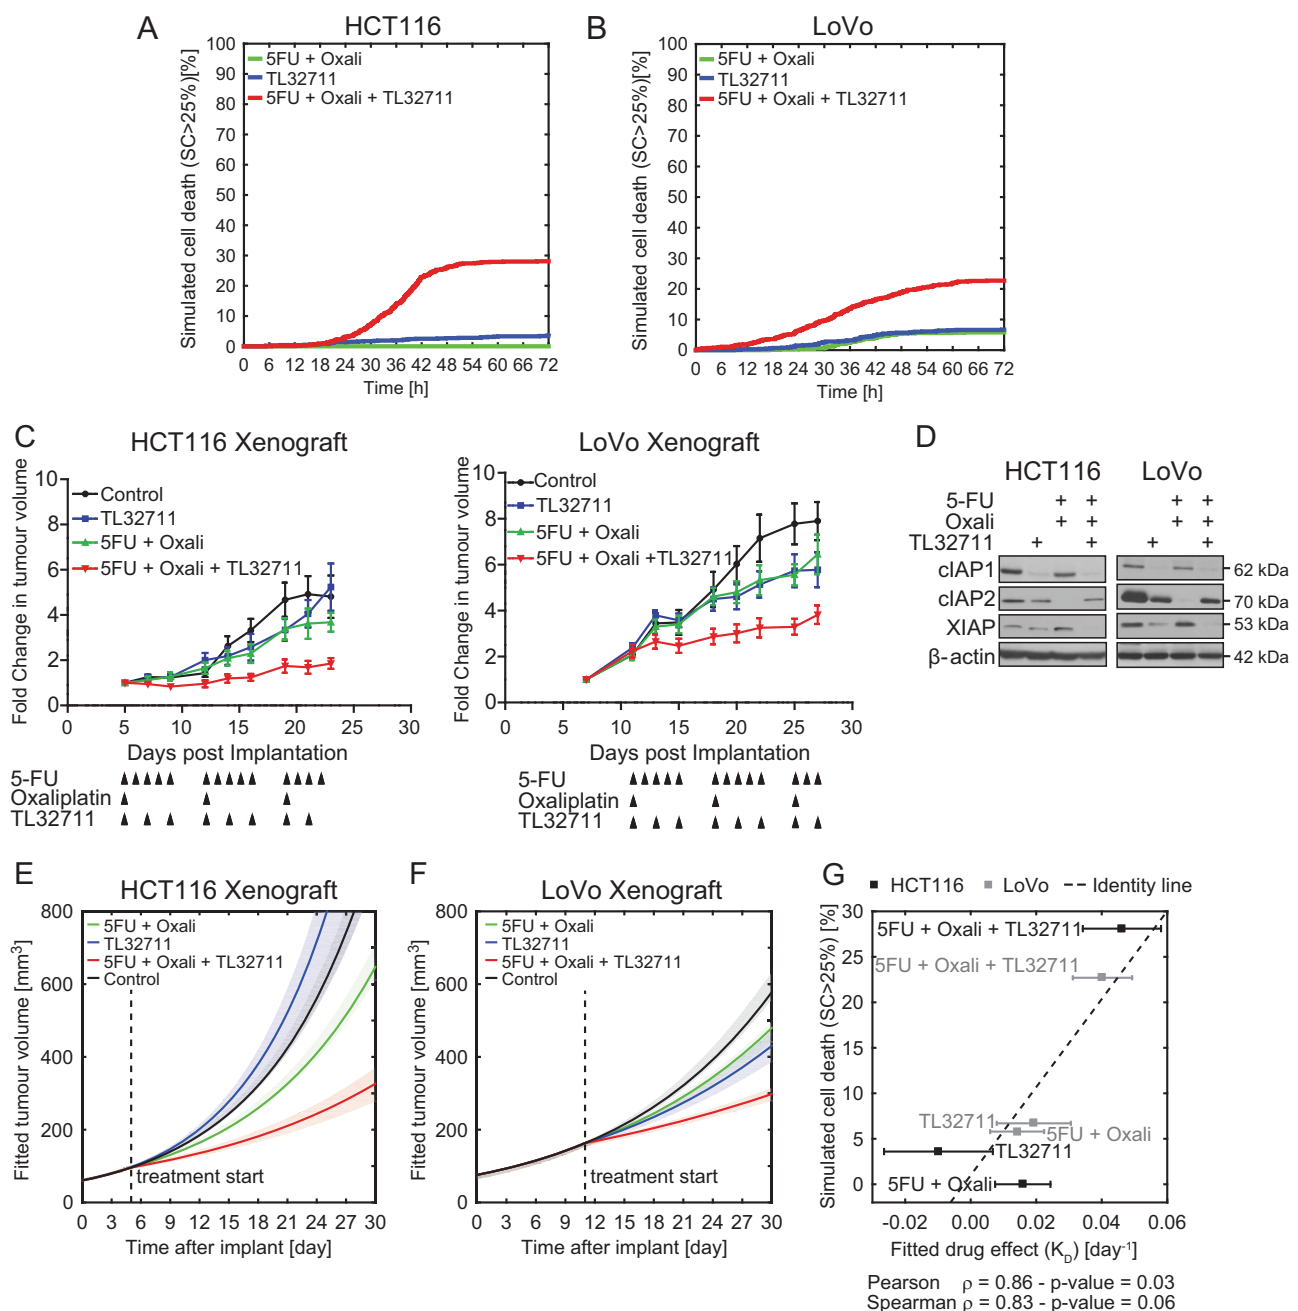 A
HCT116
Simulated cell death (SC>25%)[%]
100
90
80
70
60
50
40
30
20
10
0
5FU + Oxali
TL32711
5FU + Oxali + TL32711
0 6 12 18 24 30 36 42 48 54 60 66 72
Time [h]
B
LoVo
Simulated cell death (SC>25%)[%]
100
90
80
70
60
50
40
30
20
10
0
5FU + Oxali
TL32711
5FU + Oxali + TL32711
0 6 12 18 24 30 36 42 48 54 60 66 72
Time [h]
C
HCT116 Xenograft
Fold Change in tumour volume
10
8
6
4
2
0
Control
TL32711
5FU + Oxali
5FU + Oxali + TL32711
0 5 10 15 20 25 30
Days post Implantation
5-FU
Oxaliplatin
TL32711
LoVo Xenograft
Fold Change in tumour volume
10
8
6
4
2
0
Control
TL32711
5FU + Oxali
5FU + Oxali +TL32711
0 5 10 15 20 25 30
Days post Implantation
5-FU
Oxaliplatin
TL32711
D
HCT116 LoVo
5-FU + + + +
Oxali + + + +
TL32711 + + + +
cIAP1 62 kDa
cIAP2 70 kDa
XIAP 53 kDa
β-actin 42 kDa
E
HCT116 Xenograft
Fitted tumour volume [mm³]
800
600
400
200
0
5FU + Oxali
TL32711
5FU + Oxali + TL32711
Control
treatment start
0 3 6 9 12 15 18 21 24 27 30
Time after implant [day]
F
LoVo Xenograft
Fitted tumour volume [mm³]
800
600
400
200
0
5FU + Oxali
TL32711
5FU + Oxali + TL32711
Control
treatment start
0 3 6 9 12 15 18 21 24 27 30
Time after implant [day]
G
HCT116 LoVo Identity line
Simulated cell death (SC>25%) [%]
30
25
20
15
10
5
0
5FU + Oxali + TL32711
5FU + Oxali + TL32711
TL32711
5FU + Oxali
TL32711
5FU + Oxali
-0.02 0.00 0.02 0.04 0.06
Fitted drug effect (K_D) [day⁻¹]
Pearson ρ = 0.86 - p-value = 0.03
Spearman ρ = 0.83 - p-value = 0.06